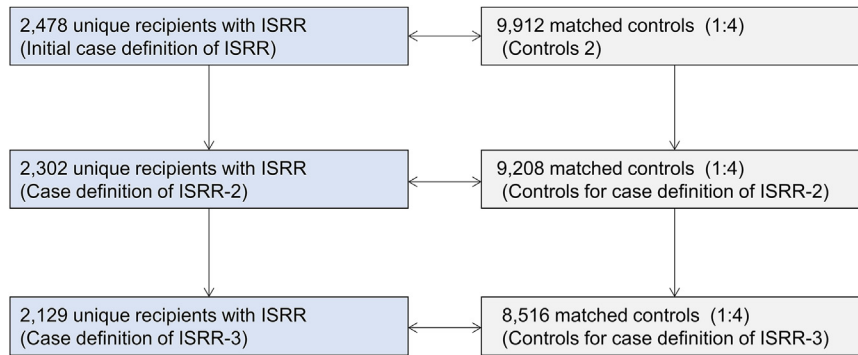 2,478 unique recipients with ISRR
(Initial case definition of ISRR)
9,912 matched controls (1:4)
(Controls 2)
2,302 unique recipients with ISRR
(Case definition of ISRR-2)
9,208 matched controls (1:4)
(Controls for case definition of ISRR-2)
2,129 unique recipients with ISRR
(Case definition of ISRR-3)
8,516 matched controls (1:4)
(Controls for case definition of ISRR-3)